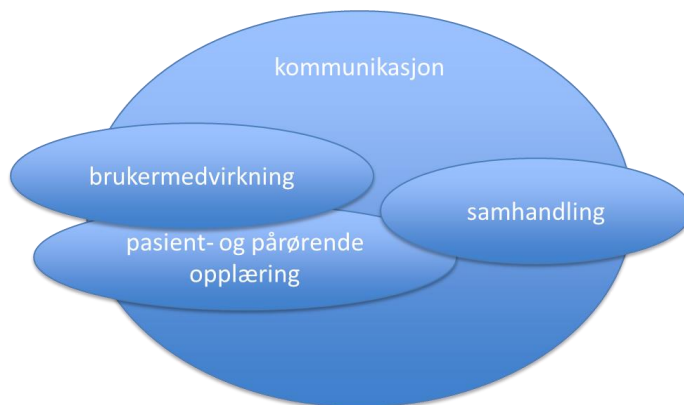 kommunikasjon
brukermedvirkning
samhandling
pasient- og pårørende
opplæring